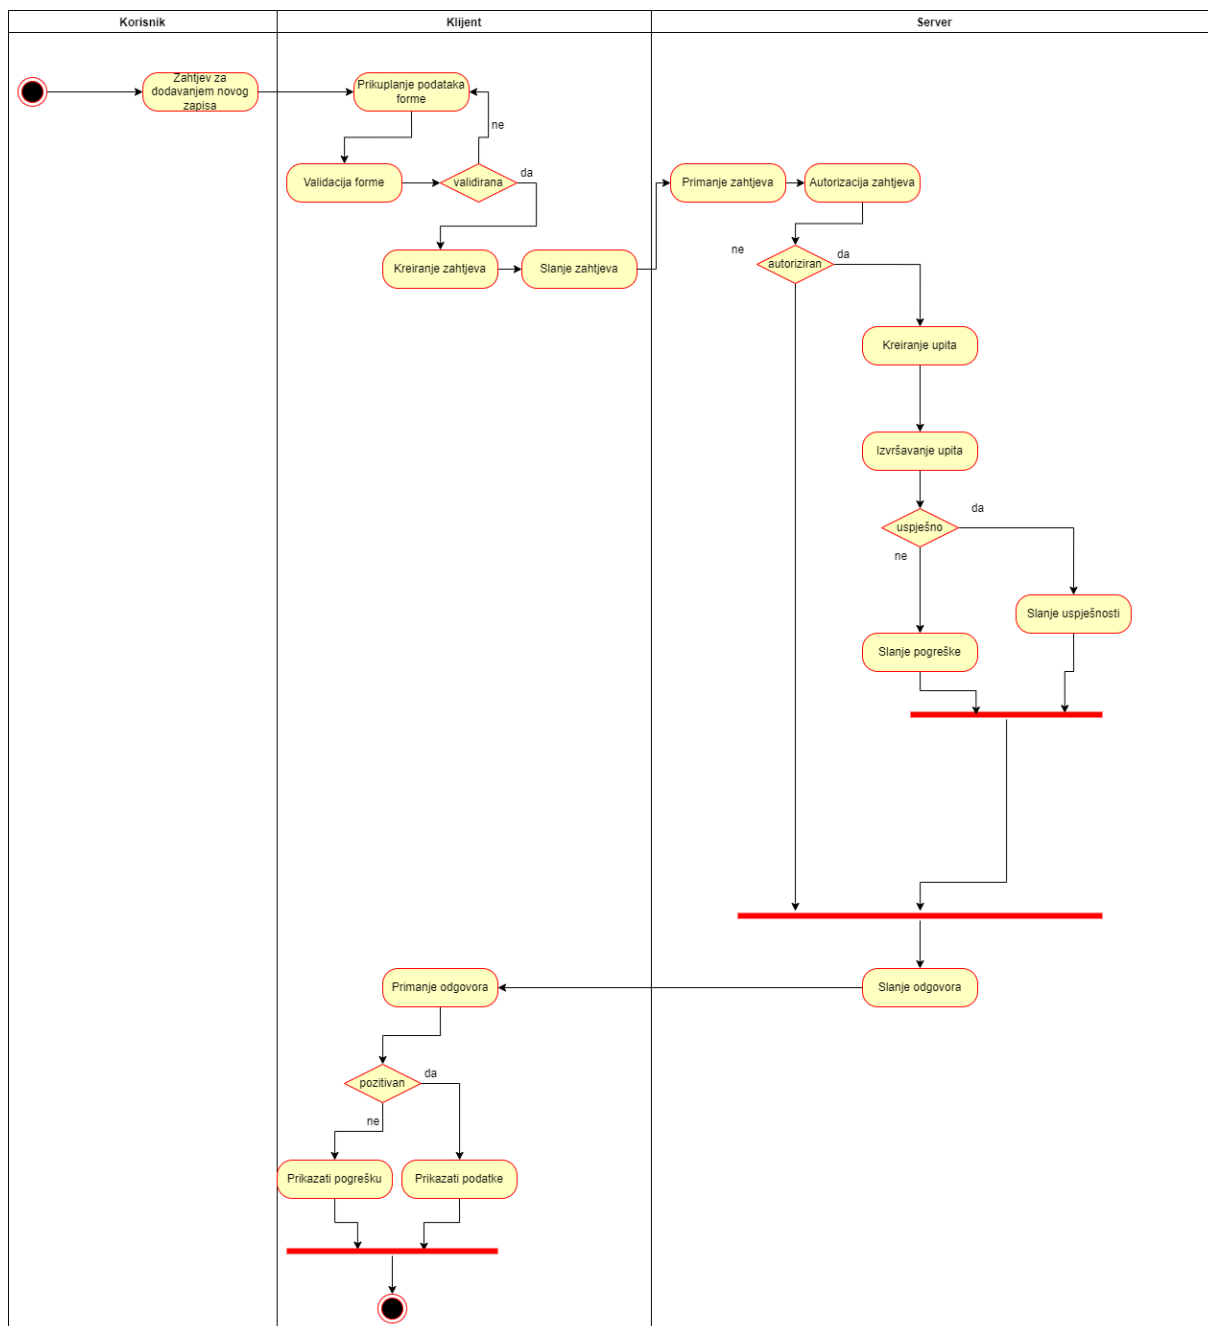 Korisnik
Klijent
Server
Zahtjev za
dodavanjem novog
zapisa
Prikuplanje podataka
forme
ne
Validacija forme
validirana
da
Primanje zahtjeva
Autorizacija zahtjeva
Kreiranje zahtjeva
Slanje zahtjeva
ne
autoriziran
da
Kreiranje upita
Izvršavanje upita
uspješno
da
ne
Slanje uspješnosti
Slanje pogreške
Primanje odgovora
Slanje odgovora
pozitivan
da
ne
Prikazati pogrešku
Prikazati podatke